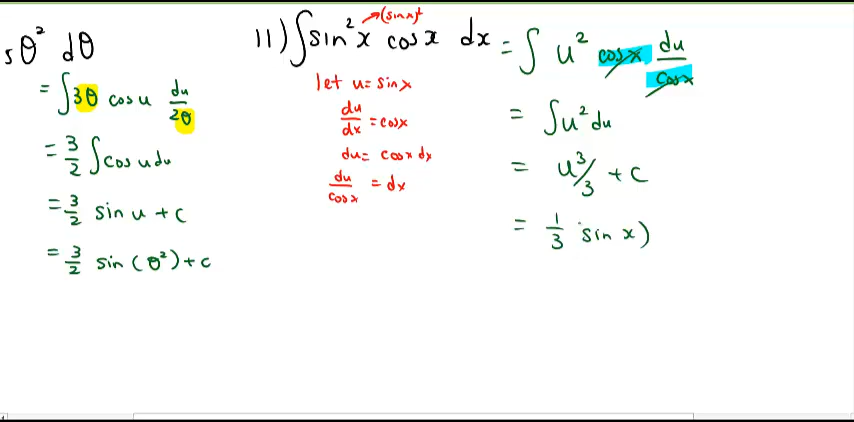 s θ² dθ
= ∫ 3θ cos u du/2θ
= 3/2 ∫ cos u du
= 3/2 sin u + c
= 3/2 sin (θ²) + c
→ (sin x)²
11) ∫ sin² x cos x dx = ∫ u² cos x du/cos x
let u = sin x
du/dx = cos x
du = cos x dx
du/cos x = dx
= ∫ u² du
= u³/3 + c
= 1/3 sin x)